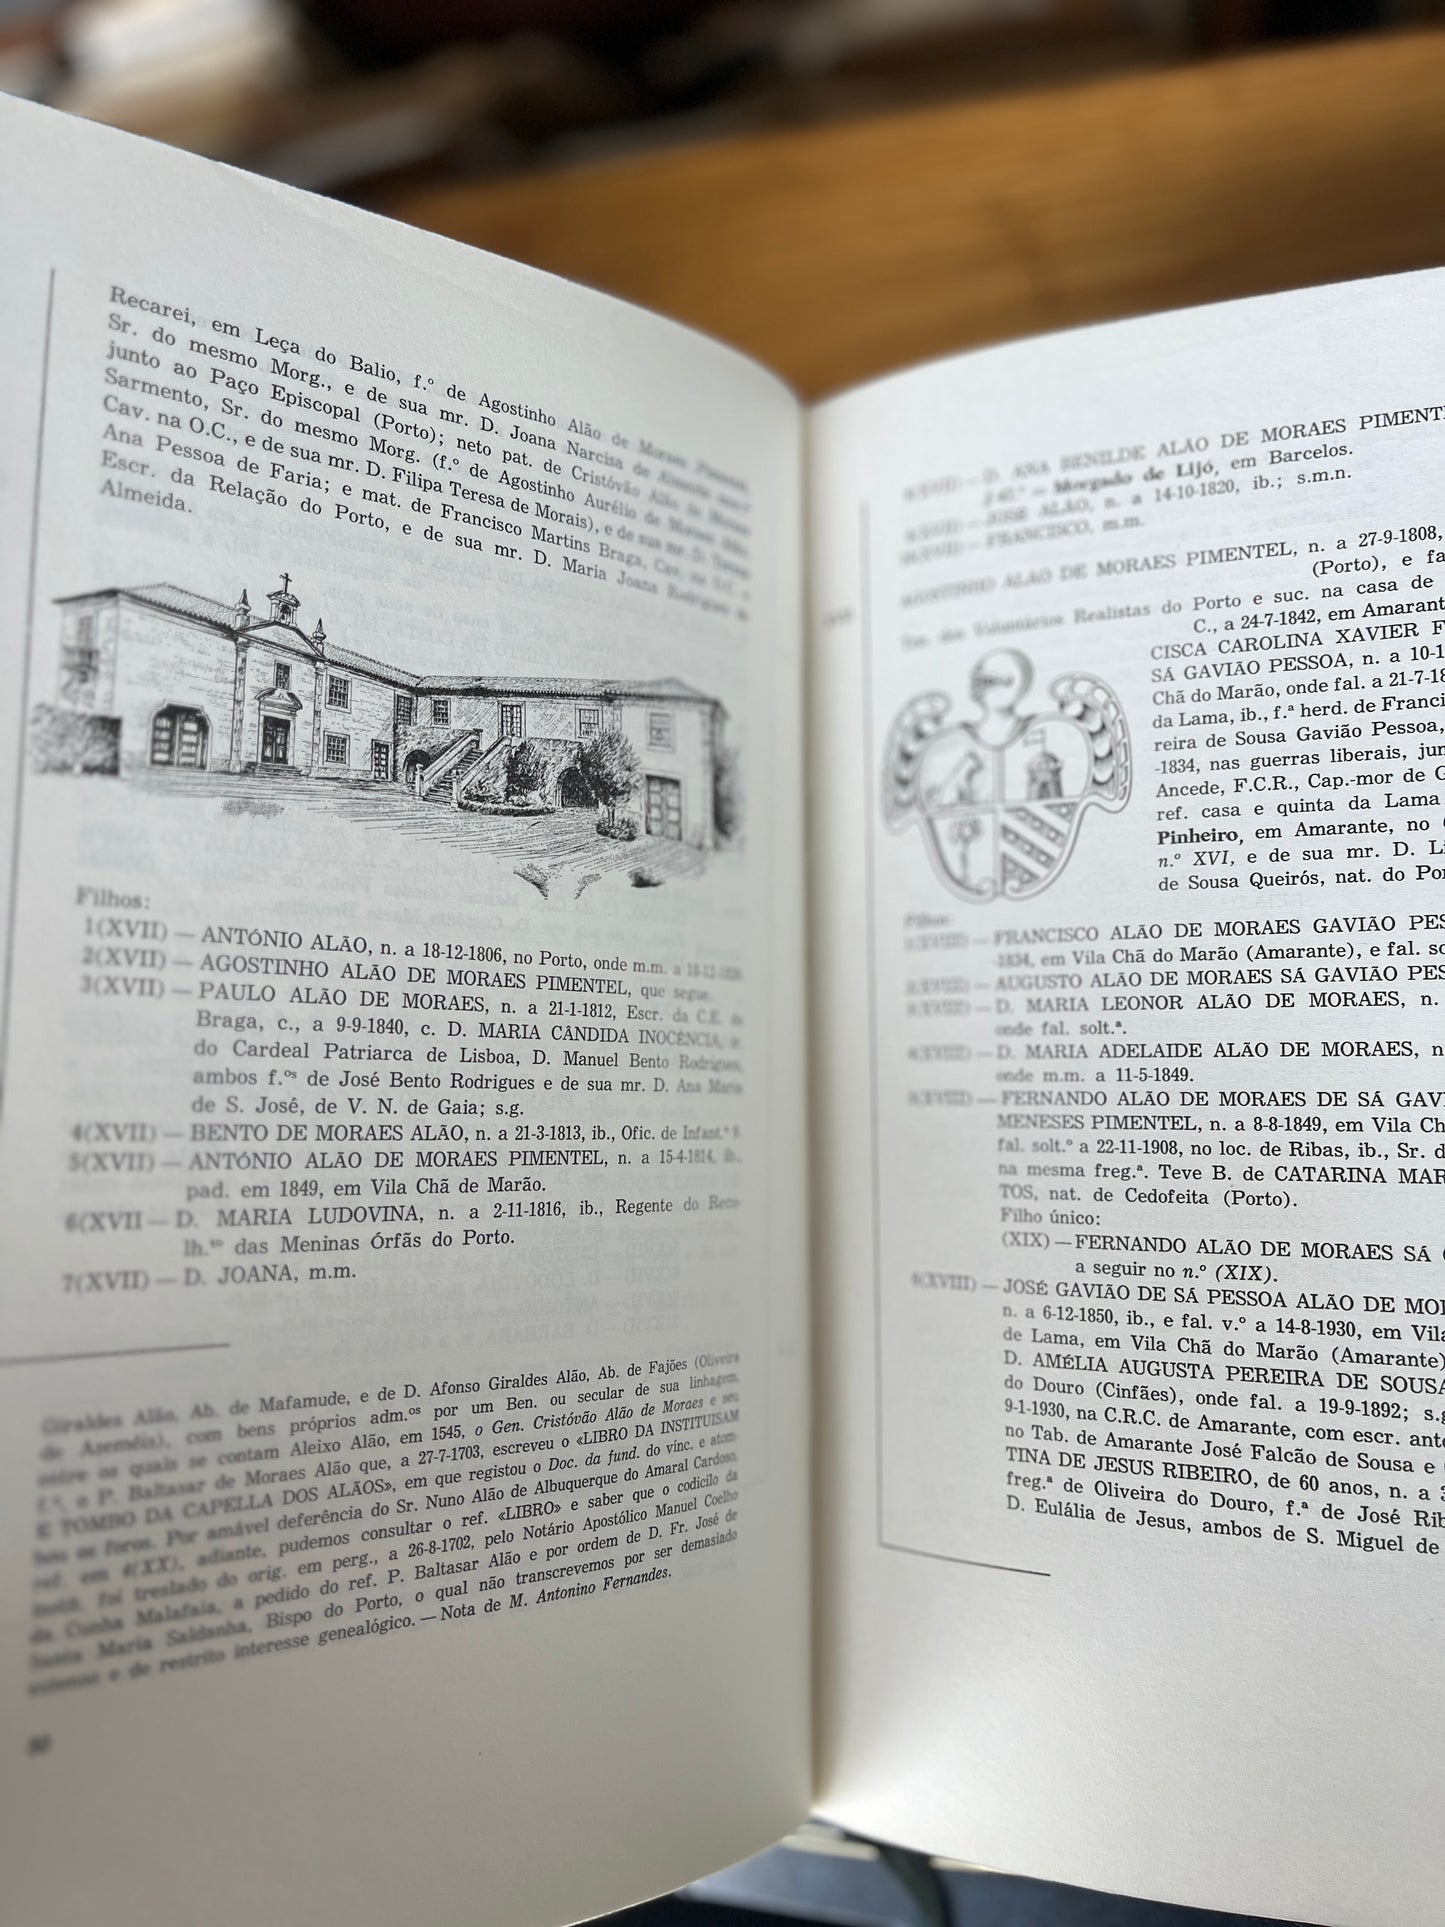 Recarei, em Leça do Balio, f.º de Agostinho Alão de Moraes Pimentel,
Sr. do mesmo Morg., e de sua mr. D. Joana Narcisa de Almeida
junto ao Paço Episcopal (Porto); neto pat. de Cristóvão Alão de Moraes
Sarmento, Sr. do mesmo Morg. (f.º de Agostinho Aurélio de Moraes Alão,
Cav. na O.C., e de sua mr. D. Filipa Teresa de Morais), e de sua mr. D.
Ana Pessoa de Faria; e mat. de Francisco Martins Braga, Cav. na O.C. e
Escr. da Relação do Porto, e de sua mr. D. Maria Joana Rodrigues de
Almeida.
Filhos:
1(XVII) — ANTÓNIO ALÃO, n. a 18-12-1806, no Porto, onde m.m. a
2(XVII) — AGOSTINHO ALÃO DE MORAES PIMENTEL, que segue.
3(XVII) — PAULO ALÃO DE MORAES, n. a 21-1-1812, Escr. da C.E. de
Braga, c., a 9-9-1840, c. D. MARIA CÂNDIDA INOCÊNCIA,
do Cardeal Patriarca de Lisboa, D. Manuel Bento Rodrigues,
ambos f.ºs de José Bento Rodrigues e de sua mr. D. Ana Maria
de S. José, de V. N. de Gaia; s.g.
4(XVII) — BENTO DE MORAES ALÃO, n. a 21-3-1813, ib., Ofic. de Infant.ª
5(XVII) — ANTÓNIO ALÃO DE MORAES PIMENTEL, n. a 15-4-1814, ib.,
pad. em 1849, em Vila Chã de Marão.
6(XVII — D. MARIA LUDOVINA, n. a 2-11-1816, ib., Regente do Reco-
lh.to das Meninas Órfãs do Porto.
7(XVII) — D. JOANA, m.m.
Giraldes Alão, Ab. de Mafamude, e de D. Afonso Giraldes Alão, Ab. de Fajões (Oliveira
de Azeméis), com bens próprios adm.os por um Ben. ou secular de sua linhagem,
entre os quais se contam Aleixo Alão, em 1545, o Gen. Cristóvão Alão de Moraes e seu
f.º, o P. Baltasar de Moraes Alão que, a 27-7-1703, escreveu o «LIBRO DA INSTITUISAM
E TOMBO DA CAPELLA DOS ALÃOS», em que registou o Doc. da fund. do vínc. e atom-
bou os foros. Por amável deferência do Sr. Nuno Alão de Albuquerque do Amaral Cardoso,
ref. em 4(XX), adiante, pudemos consultar o ref. «LIBRO» e saber que o codicilo da
instit. foi treslado do orig. em perg., a 26-8-1702, pelo Notário Apostólico Manuel Coelho
da Cunha Malafaia, a pedido do ref. P. Baltasar Alão e por ordem de D. Fr. José de
Santa Maria Saldanha, Bispo do Porto, o qual não transcrevemos por ser demasiado
extenso e de restrito interesse genealógico. — Nota de M. Antonino Fernandes.
D. ANA BENILDE ALÃO DE MORAES PIMENT
Morgado de Lijó, em Barcelos.
JOSÉ ALÃO, n. a 14-10-1820, ib.; s.m.n.
FRANCISCO, m.m.
AGOSTINHO ALÃO DE MORAES PIMENTEL, n. a 27-9-1808,
(Porto), e fa
dos Voluntários Realistas do Porto e suc. na casa de
C., a 24-7-1842, em Amarant
CISCA CAROLINA XAVIER F
SÁ GAVIÃO PESSOA, n. a 10-1
Chã do Marão, onde fal. a 21-7-18
da Lama, ib., f.ª herd. de Franci
reira de Sousa Gavião Pessoa,
-1834, nas guerras liberais, jun
Ancede, F.C.R., Cap.-mor de G
ref. casa e quinta da Lama
Pinheiro, em Amarante, no
n.º XVI, e de sua mr. D. Li
de Sousa Queirós, nat. do Por
Filhos:
FRANCISCO ALÃO DE MORAES GAVIÃO PES
1834, em Vila Chã do Marão (Amarante), e fal. so
AUGUSTO ALÃO DE MORAES SÁ GAVIÃO PES
— D. MARIA LEONOR ALÃO DE MORAES, n.
onde fal. solt.ª.
— D. MARIA ADELAIDE ALÃO DE MORAES, n
onde m.m. a 11-5-1849.
— FERNANDO ALÃO DE MORAES DE SÁ GAVI
MENESES PIMENTEL, n. a 8-8-1849, em Vila Ch
fal. solt.º a 22-11-1908, no loc. de Ribas, ib., Sr. d
na mesma freg.ª. Teve B. de CATARINA MAR
TOS, nat. de Cedofeita (Porto).
Filho único:
(XIX) — FERNANDO ALÃO DE MORAES SÁ
a seguir no n.º (XIX).
6(XVIII) — JOSÉ GAVIÃO DE SÁ PESSOA ALÃO DE MO
n. a 6-12-1850, ib., e fal. v.º a 14-8-1930, em Vila
de Lama, em Vila Chã do Marão (Amarante)
D. AMÉLIA AUGUSTA PEREIRA DE SOUSA
do Douro (Cinfães), onde fal. a 19-9-1892; s.g
9-1-1930, na C.R.C. de Amarante, com escr. ante
no Tab. de Amarante José Falcão de Sousa e
TINA DE JESUS RIBEIRO, de 60 anos, n. a 3
freg.ª de Oliveira do Douro, f.ª de José Rib
D. Eulália de Jesus, ambos de S. Miguel de